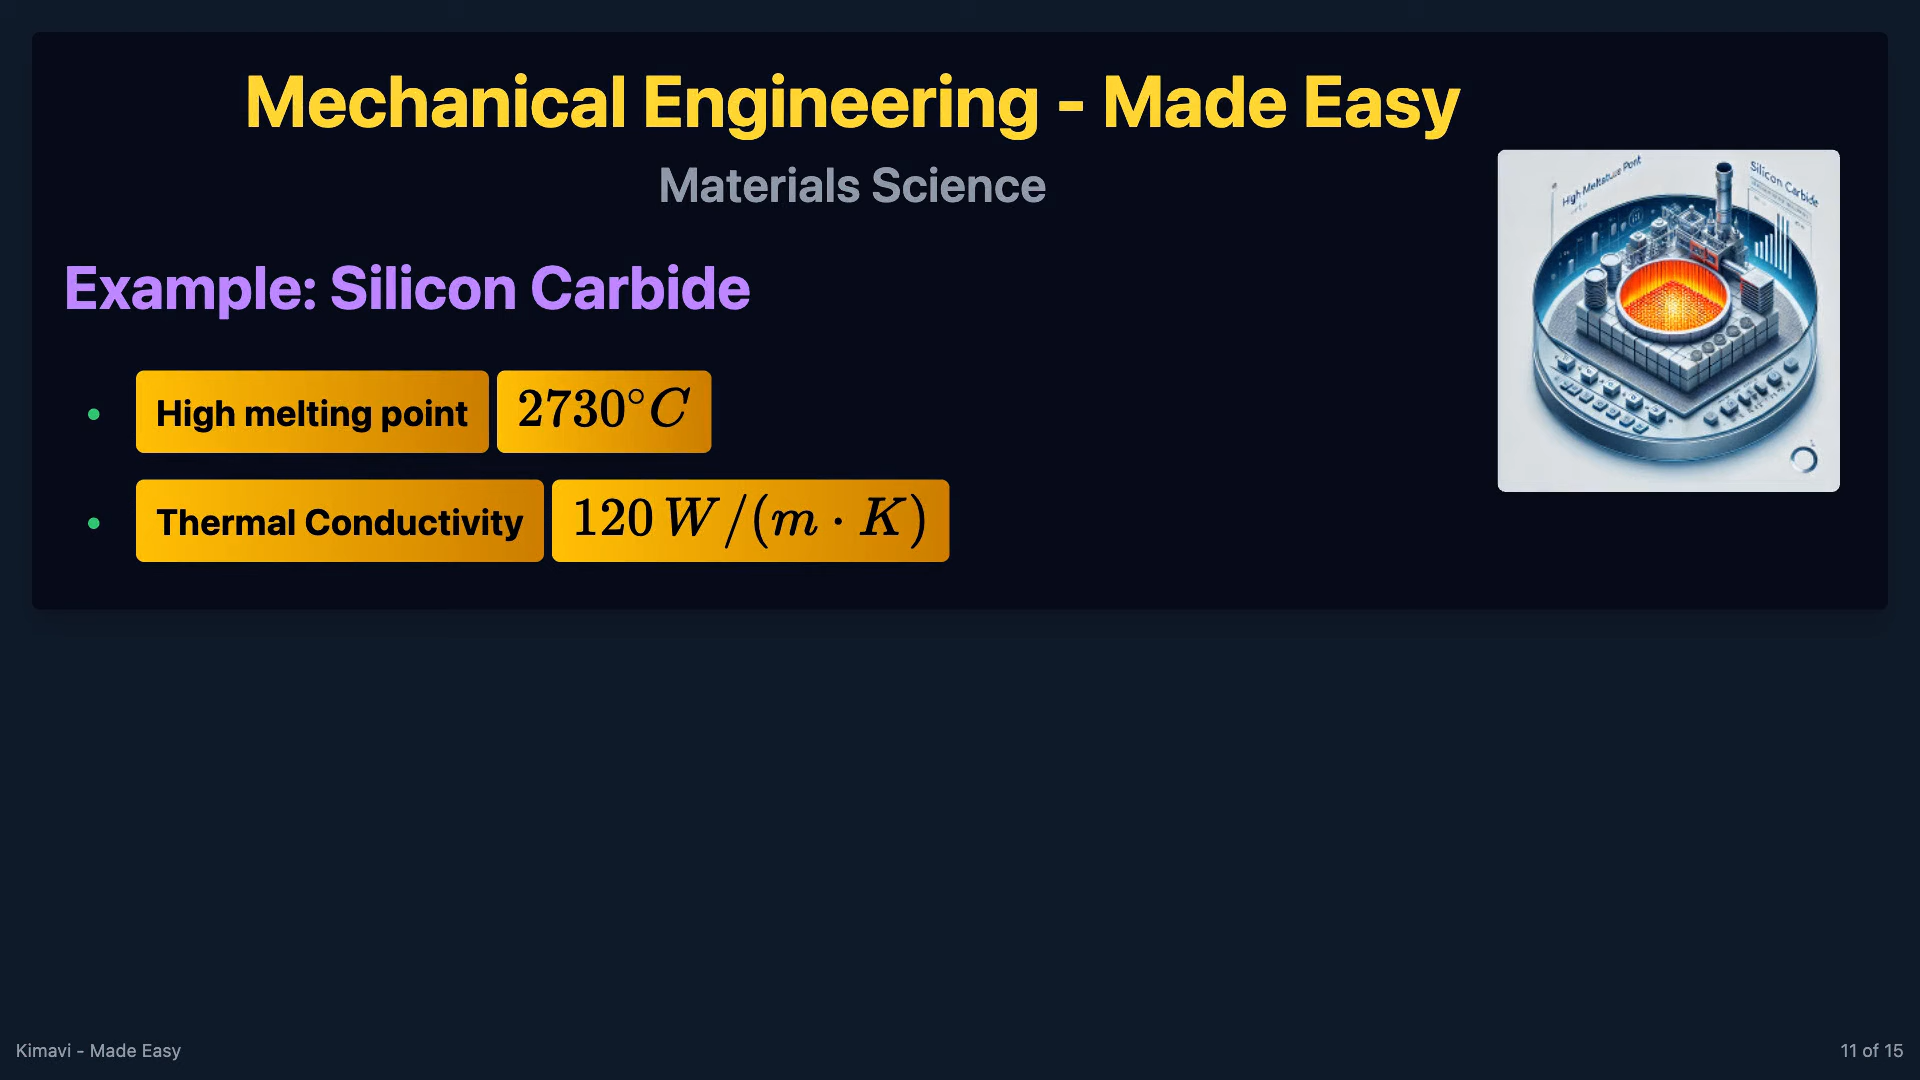 Mechanical Engineering - Made Easy
Materials Science
Example: Silicon Carbide
• High melting point 2730°C
• Thermal Conductivity 120 W/(m · K)
Silicon Carbide
Kimavi - Made Easy
11 of 15